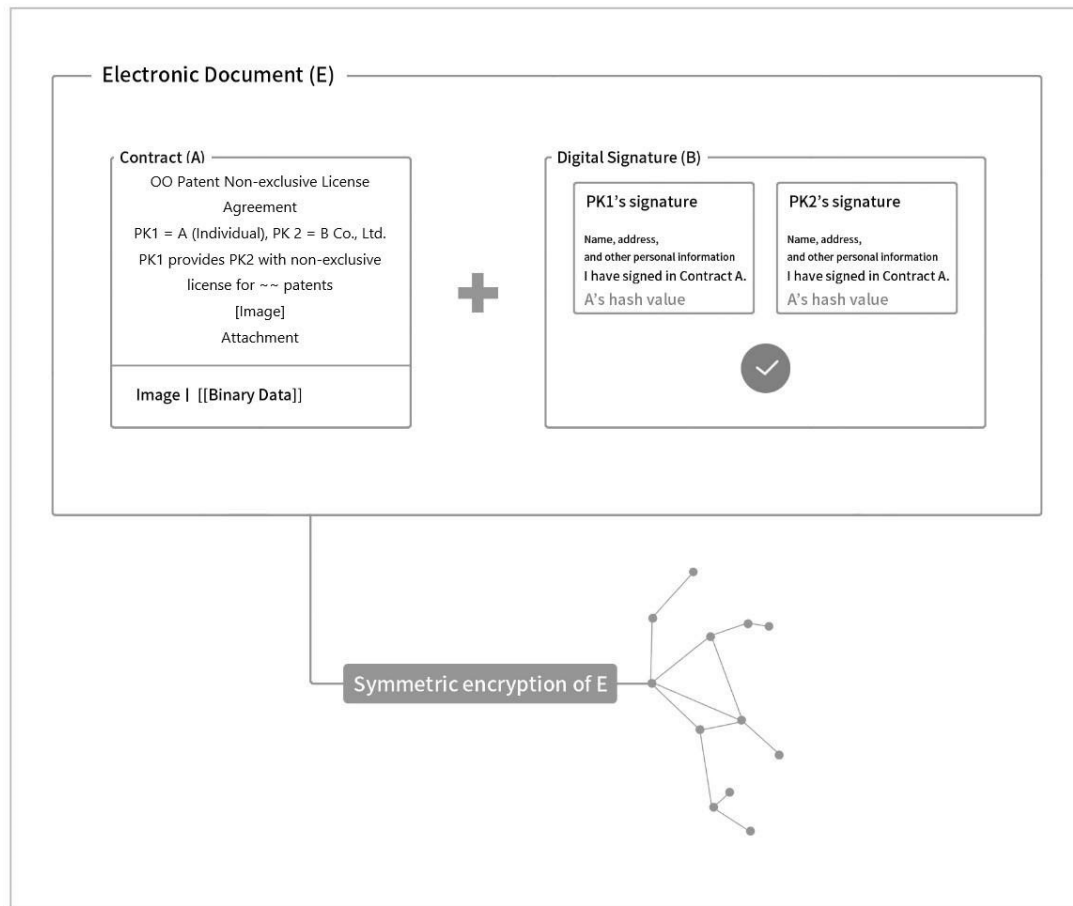 Electronic Document (E)
Contract (A)
OO Patent Non-exclusive License
Agreement
PK1 = A (Individual), PK 2 = B Co., Ltd.
PK1 provides PK2 with non-exclusive
license for ~~ patents
[Image]
Attachment
Image | [[Binary Data]]
Digital Signature (B)
PK1's signature
Name, address,
and other personal information
I have signed in Contract A.
A's hash value
PK2's signature
Name, address,
and other personal information
I have signed in Contract A.
A's hash value
Symmetric encryption of E